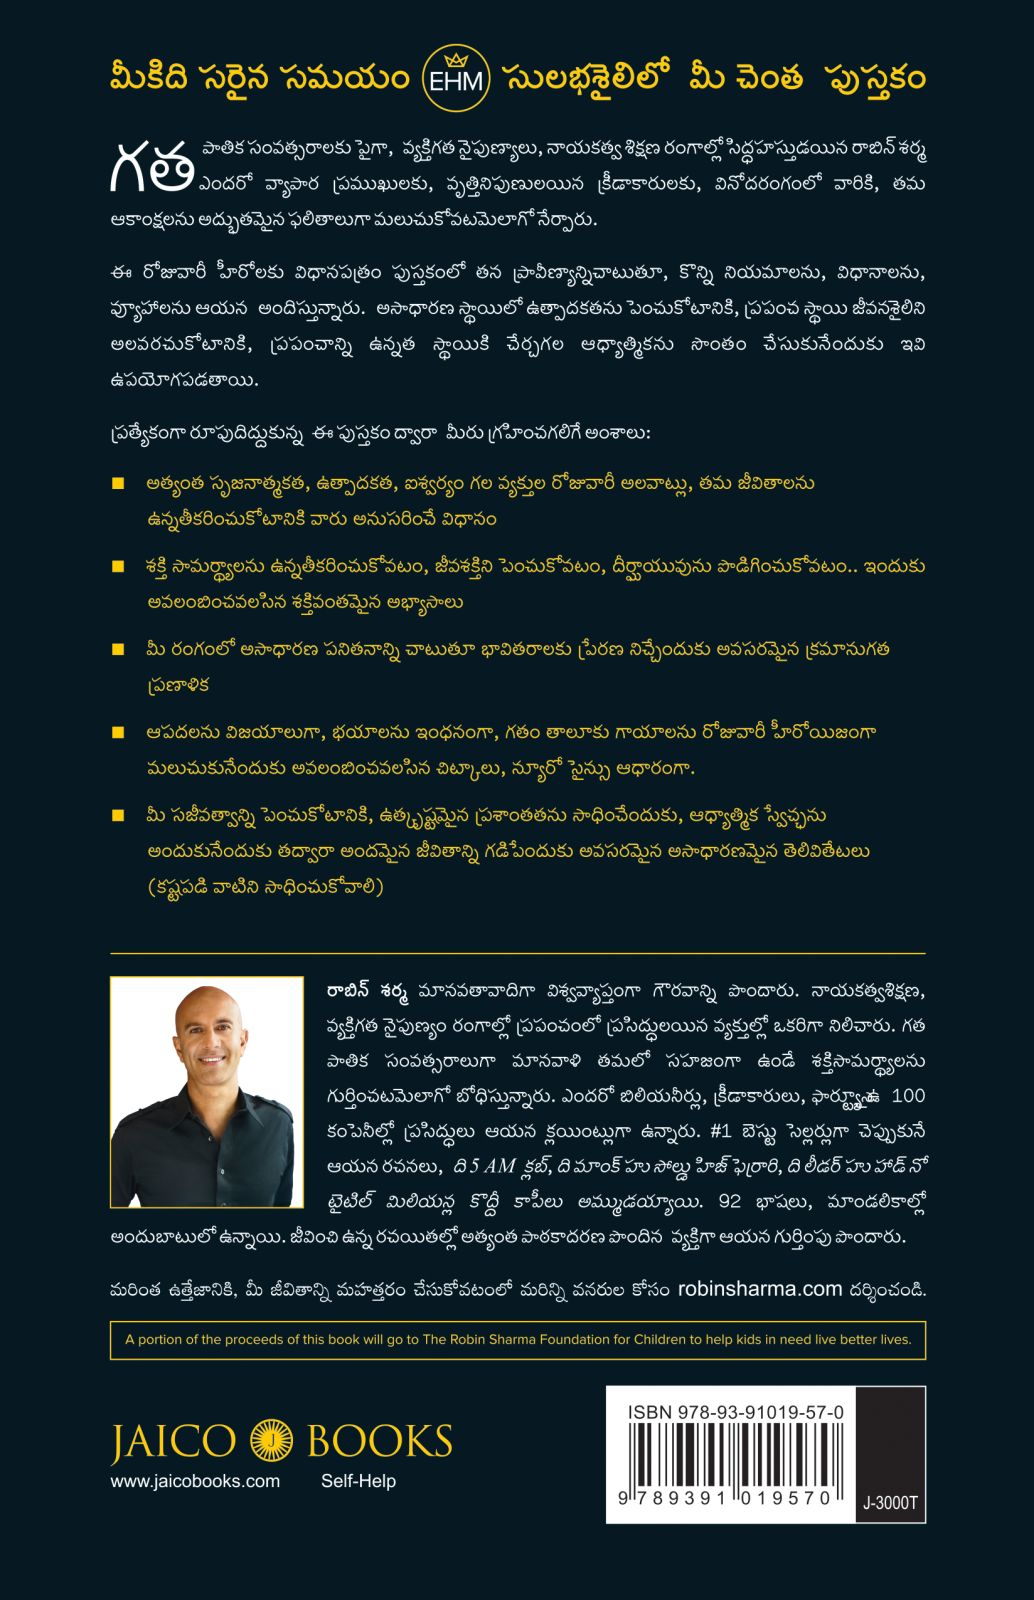 మీకిది సరైన సమయం EHM సులభశైలిలో మీ చెంత పుస్తకం
గత పాతిక సంవత్సరాలకు పైగా, వ్యక్తిగత నైపుణ్యాలు, నాయకత్వ శిక్షణ రంగాల్లో సిద్ధహస్తుడయిన రాబిన్ శర్మ
ఎందరో వ్యాపార ప్రముఖులకు, వృత్తినిపుణులయిన క్రీడాకారులకు, వినోదరంగంలో వారికి, తమ
ఆకాంక్షలను అద్భుతమైన ఫలితాలుగా మలుచుకోవటమెలాగో నేర్పారు.
ఈ రోజువారీ హీరోలకు విధానపత్రం పుస్తకంలో తన ప్రావీణ్యాన్నిచాటుతూ, కొన్ని నియమాలను, విధానాలను,
వ్యూహాలను ఆయన అందిస్తున్నారు. అసాధారణ స్థాయిలో ఉత్పాదకతను పెంచుకోటానికి, ప్రపంచ స్థాయి జీవనశైలిని
అలవరచుకోటానికి, ప్రపంచాన్ని ఉన్నత స్థాయికి చేర్చగల ఆధ్యాత్మికను సొంతం చేసుకునేందుకు ఇవి
ఉపయోగపడతాయి.
ప్రత్యేకంగా రూపుదిద్దుకున్న ఈ పుస్తకం ద్వారా మీరు గ్రహించగలిగే అంశాలు:
■ అత్యంత సృజనాత్మకత, ఉత్పాదకత, ఐశ్వర్యం గల వ్యక్తుల రోజువారీ అలవాట్లు, తమ జీవితాలను
ఉన్నతీకరించుకోటానికి వారు అనుసరించే విధానం
■ శక్తి సామర్థ్యాలను ఉన్నతీకరించుకోవటం, జీవశక్తిని పెంచుకోవటం, దీర్ఘాయువును పొడిగించుకోవటం.. ఇందుకు
అవలంబించవలసిన శక్తివంతమైన అభ్యాసాలు
■ మీ రంగంలో అసాధారణ పనితనాన్ని చాటుతూ భావితరాలకు ప్రేరణ నిచ్చేందుకు అవసరమైన క్రమానుగత
ప్రణాళిక
■ ఆపదలను విజయాలుగా, భయాలను ఇంధనంగా, గతం తాలూకు గాయాలను రోజువారీ హీరోయిజంగా
మలుచుకునేందుకు అవలంబించవలసిన చిట్కాలు, న్యూరో సైన్సు ఆధారంగా.
■ మీ సజీవత్వాన్ని పెంచుకోటానికి, ఉత్కృష్టమైన ప్రశాంతతను సాధించేందుకు, ఆధ్యాత్మిక స్వేచ్ఛను
అందుకునేందుకు తద్వారా అందమైన జీవితాన్ని గడిపేందుకు అవసరమైన అసాధారణమైన తెలివితేటలు
(కష్టపడి వాటిని సాధించుకోవాలి)
రాబిన్ శర్మ మానవతావాదిగా విశ్వవ్యాప్తంగా గౌరవాన్ని పొందారు. నాయకత్వశిక్షణ,
వ్యక్తిగత నైపుణ్యం రంగాల్లో ప్రపంచంలో ప్రసిద్ధులయిన వ్యక్తుల్లో ఒకరిగా నిలిచారు. గత
పాతిక సంవత్సరాలుగా మానవాళి తమలో సహజంగా ఉండే శక్తిసామర్థ్యాలను
గుర్తించటమెలాగో బోధిస్తున్నారు. ఎందరో బిలియనీర్లు, క్రీడాకారులు, 100
కంపెనీల్లో ప్రసిద్ధులు ఆయన క్లయింట్లుగా ఉన్నారు. #1 బెస్టు సెల్లర్లుగా చెప్పుకునే
ఆయన రచనలు, ది 5 AM క్లబ్, ది మాంక్ హు సోల్డు హిజ్ ఫెర్రారి, ది లీడర్ హు హాడ్ నో
టైటిల్ మిలియన్ల కొద్దీ కాపీలు అమ్ముడయ్యాయి. 92 భాషలు, మాండలికాల్లో
అందుబాటులో ఉన్నాయి. జీవించి ఉన్న రచయితల్లో అత్యంత పాఠకాదరణ పొందిన వ్యక్తిగా ఆయన గుర్తింపు పొందారు.
మరింత ఉత్తేజానికి, మీ జీవితాన్ని మహత్తరం చేసుకోవటంలో మరిన్ని వనరుల కోసం robinsharma.com దర్శించండి.
A portion of the proceeds of this book will go to The Robin Sharma Foundation for Children to help kids in need live better lives.
JAICO J BOOKS
www.jaicobooks.com Self-Help
ISBN 978-93-91019-57-0
9 789391 019570
J-3000T